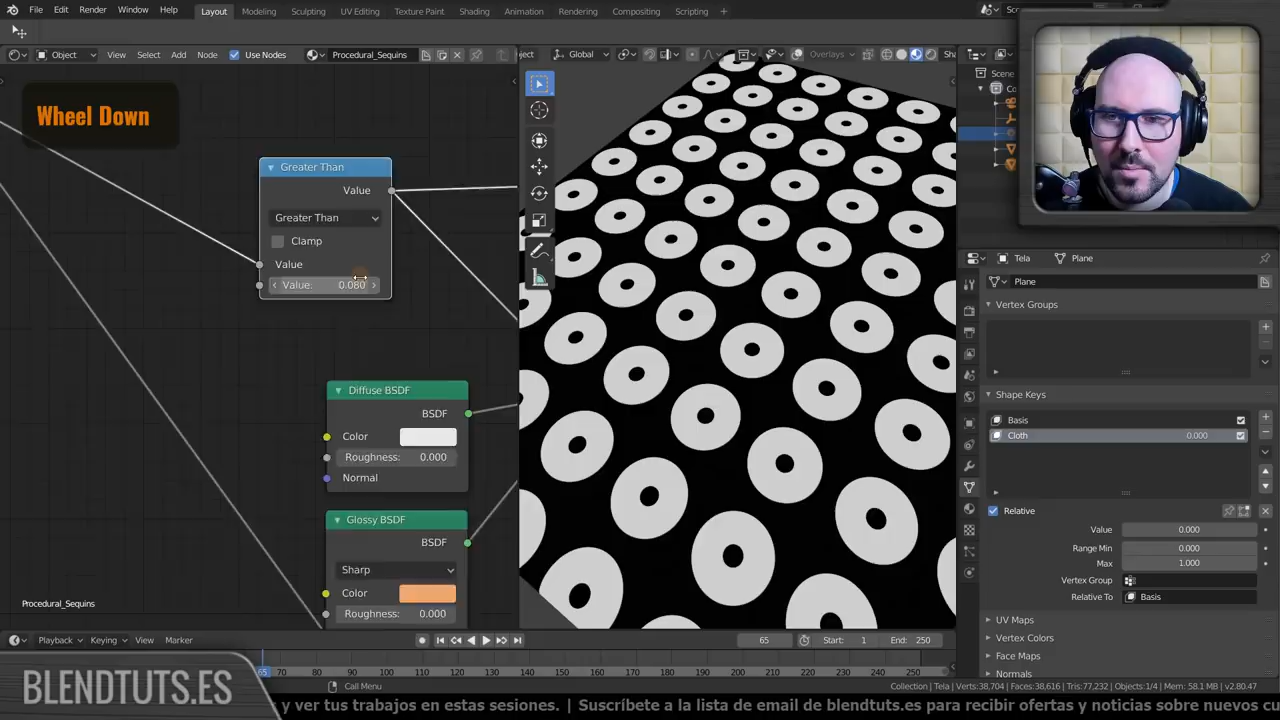 File Edit Render Window Help Layout Modeling Sculpting UV Editing Texture Paint Shading Animation Rendering Compositing Scripting +
Object View Select Add Node Use Nodes Procedural_Sequins
ject Global Overlays Sha
Wheel Down
Greater Than
Value
Greater Than
Clamp
Value
Value: 0.080
Diffuse BSDF
BSDF
Color
Roughness: 0.000
Normal
Glossy BSDF
BSDF
Sharp
Color
Roughness: 0.000
Procedural_Sequins
Scene
Co
Tela Plane
Plane
Vertex Groups
Shape Keys
Basis
Cloth 0.000
Relative
Value 0.000
Range Min 0.000
Max 1.000
Vertex Group
Relative To Basis
UV Maps
Vertex Colors
Face Maps
Normals
Playback Keying View Marker 65 Start: 1 End: 250
65 70 80 90 100 110 120 130 140 150 160 170 180 190 200 210 220 230 240 250
Call Menu
Collection | Tela | Verts:38,704 | Faces:38,616 | Tris:77,232 | Objects:1/4 | Mem: 58.1 MB | v2.80.47
BLENDTUTS.ES
y ver tus trabajos en estas sesiones. | Suscríbete a la lista de email de blendtuts.es para recibir ofertas y noticias sobre nuevos cu